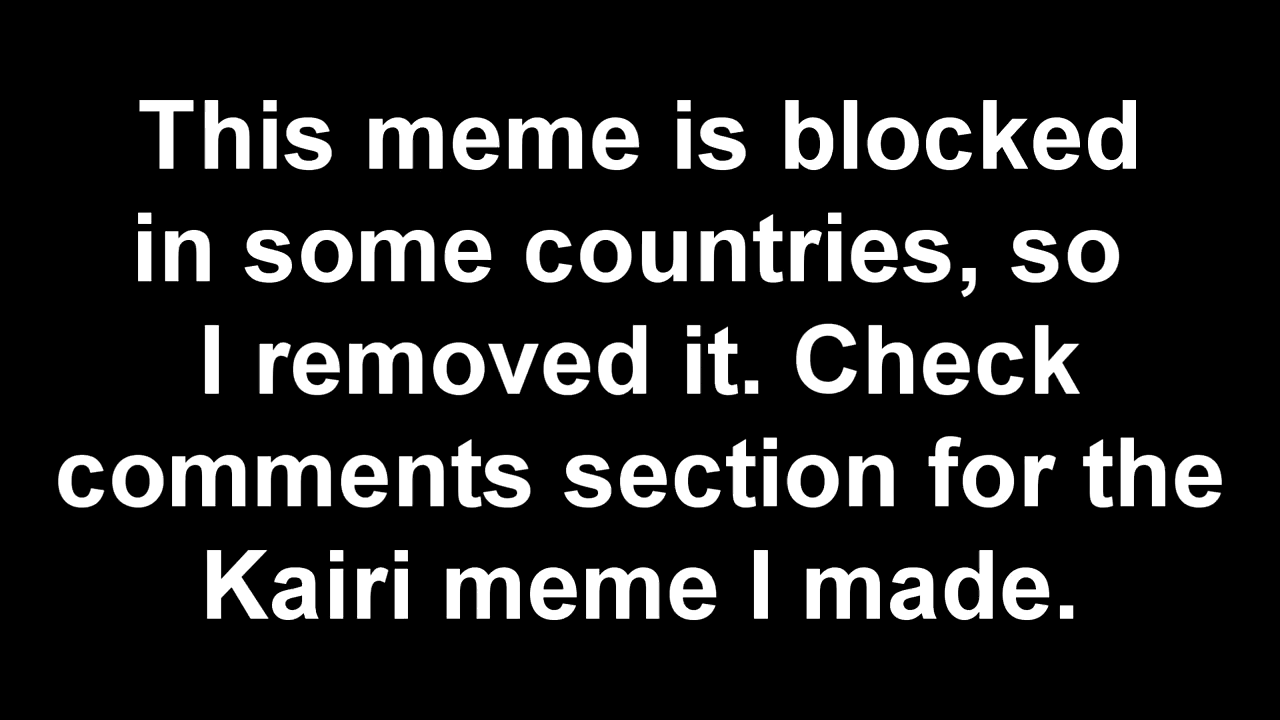 This meme is blocked
in some countries, so
I removed it. Check
comments section for the
Kairi meme I made.